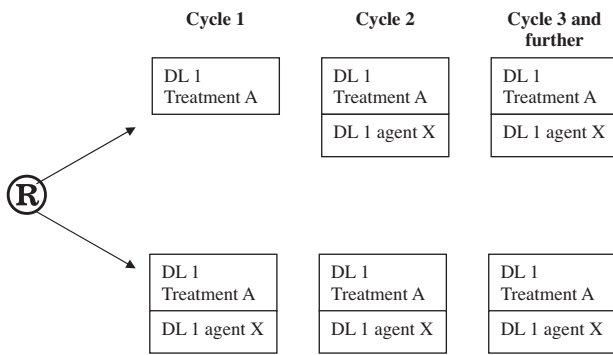 Cycle 1
Cycle 2
Cycle 3 and
further
DL 1
Treatment A
DL 1
Treatment A
DL 1 agent X
DL 1
Treatment A
DL 1 agent X
R
DL 1
Treatment A
DL 1 agent X
DL 1
Treatment A
DL 1 agent X
DL 1
Treatment A
DL 1 agent X